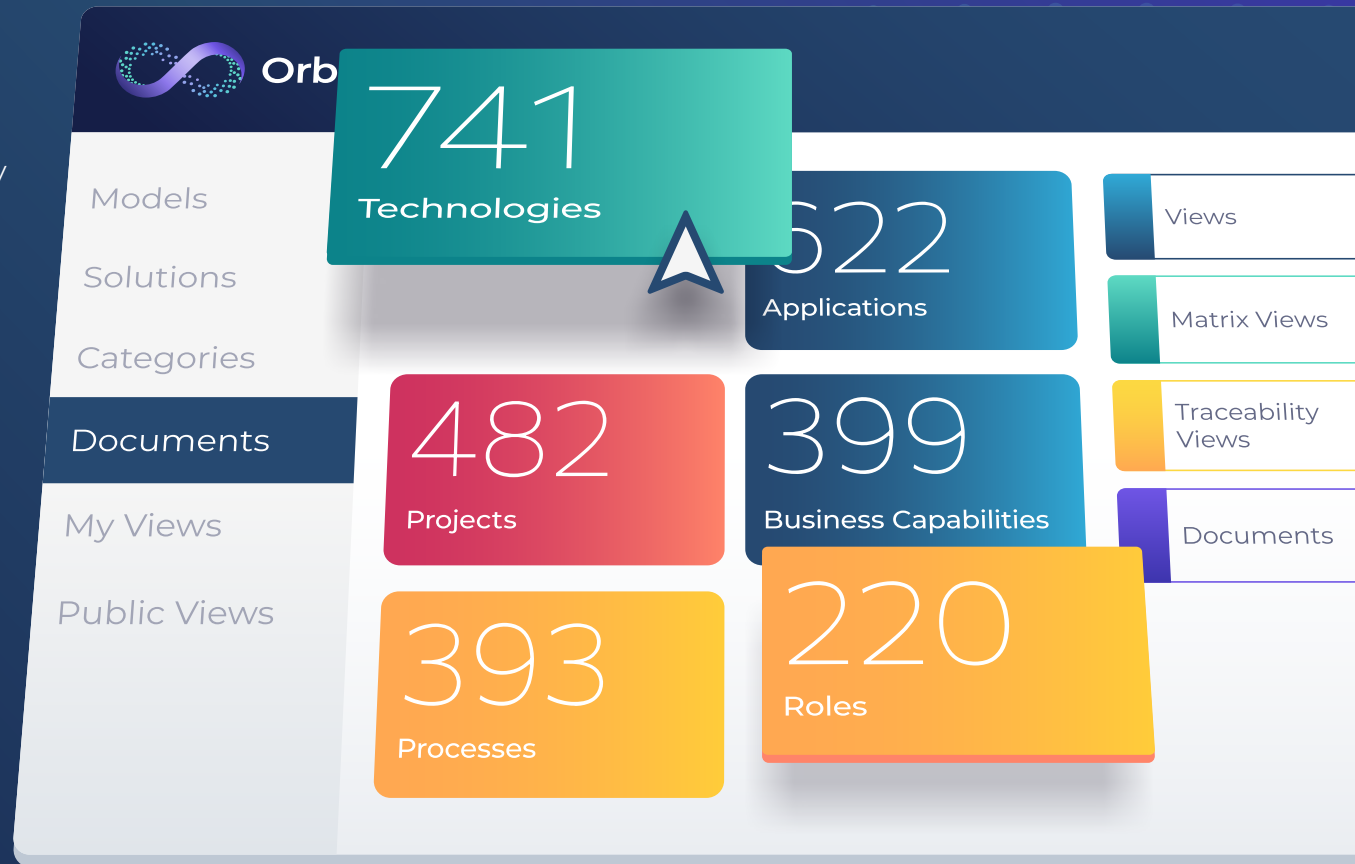 Orb
741
Technologies
622
Applications
482
Projects
399
Business Capabilities
393
Processes
220
Roles
Models
Solutions
Categories
Documents
My Views
Public Views
Views
Matrix Views
Traceability
Views
Documents